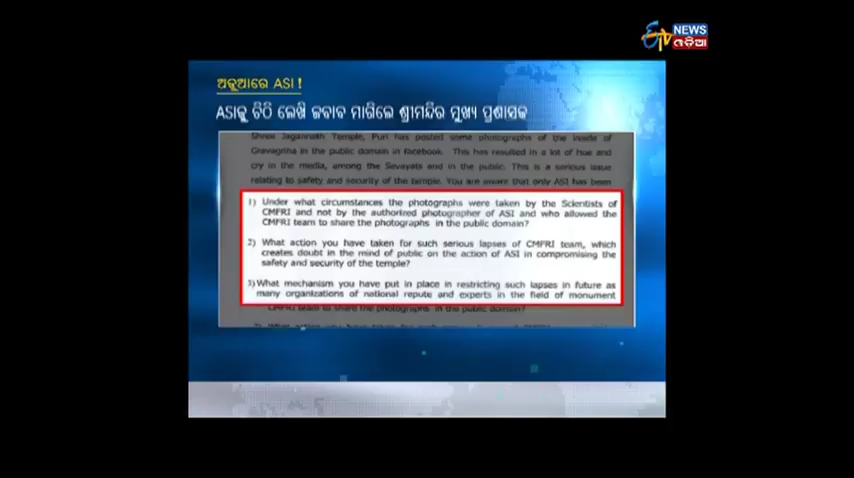 ETV NEWS
ଓଡ଼ିଆ
ଅକୁଆରେ ASI !
ASIକୁ ଚିଠି ଲେଖି ଜବାବ ମାଗିଲେ ଶ୍ରୀମନ୍ଦିର ମୁଖ୍ୟ ପ୍ରଶାସକ
Shree Jagannath Temple, Puri has posted some photographs of the inside of
Gravagriha in the public domain in facebook. This has resulted in a lot of hue and
cry in the media, among the Sevayats and in the public. This is a serious issue
relating to safety and security of the temple. You are aware that only ASI has been
1) Under what circumstances the photographs were taken by the Scientists of
CMFRI and not by the authorized photographer of ASI and who allowed the
CMFRI team to share the photographs in the public domain?
2) What action you have taken for such serious lapses of CMFRI team, which
creates doubt in the mind of public on the action of ASI in compromising the
safety and security of the temple?
3) What mechanism you have put in place in restricting such lapses in future as
many organizations of national repute and experts in the field of monument
CMFRI team to share the photographs in the public domain?